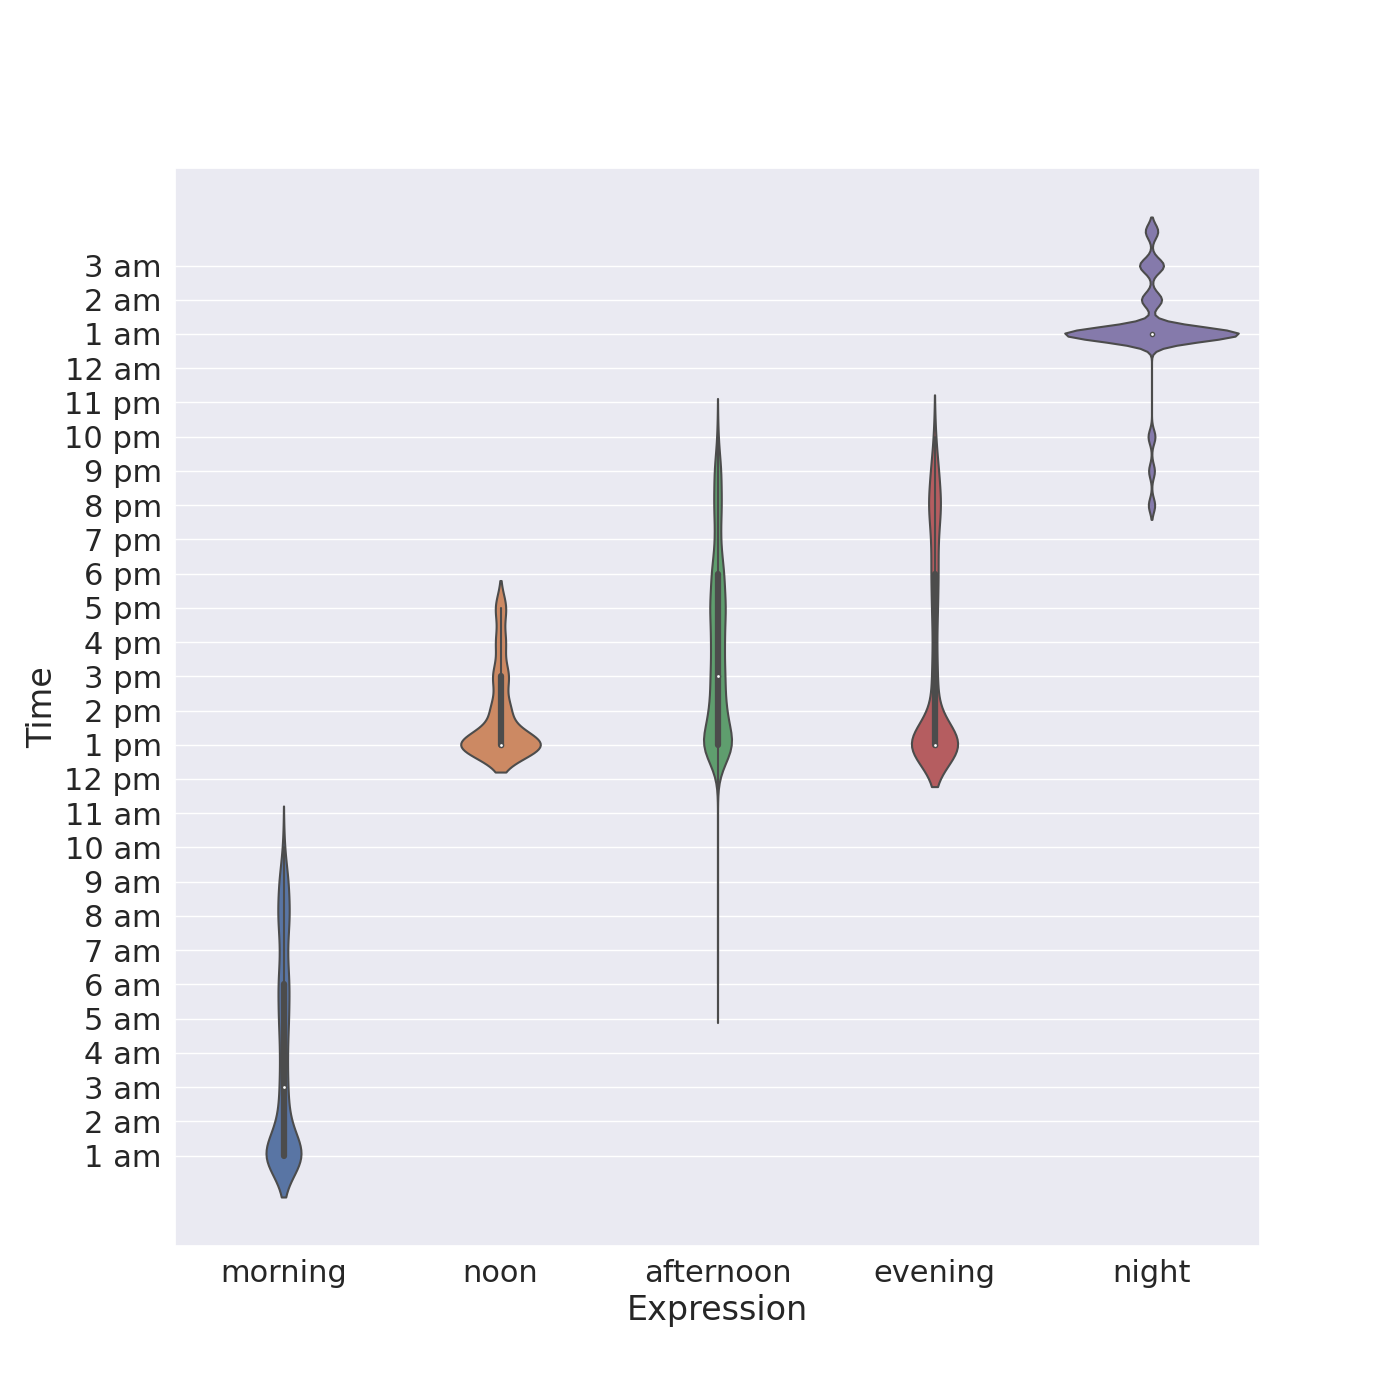 3 am
2 am
1 am
12 am
11 pm
10 pm
9 pm
8 pm
7 pm
6 pm
5 pm
4 pm
3 pm
2 pm
1 pm
12 pm
11 am
10 am
9 am
8 am
7 am
6 am
5 am
4 am
3 am
2 am
1 am
Time
morning noon afternoon evening night
Expression